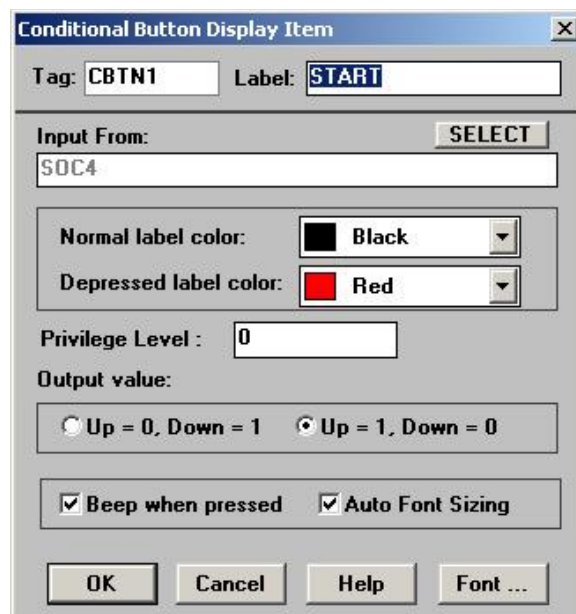 Conditional Button Display Item
Tag: CBTN1 Label: START
Input From: SELECT
SOC4
Normal label color: Black
Depressed label color: Red
Privilege Level : 0
Output value:
Up = 0, Down = 1 Up = 1, Down = 0
Beep when pressed Auto Font Sizing
OK Cancel Help Font ...